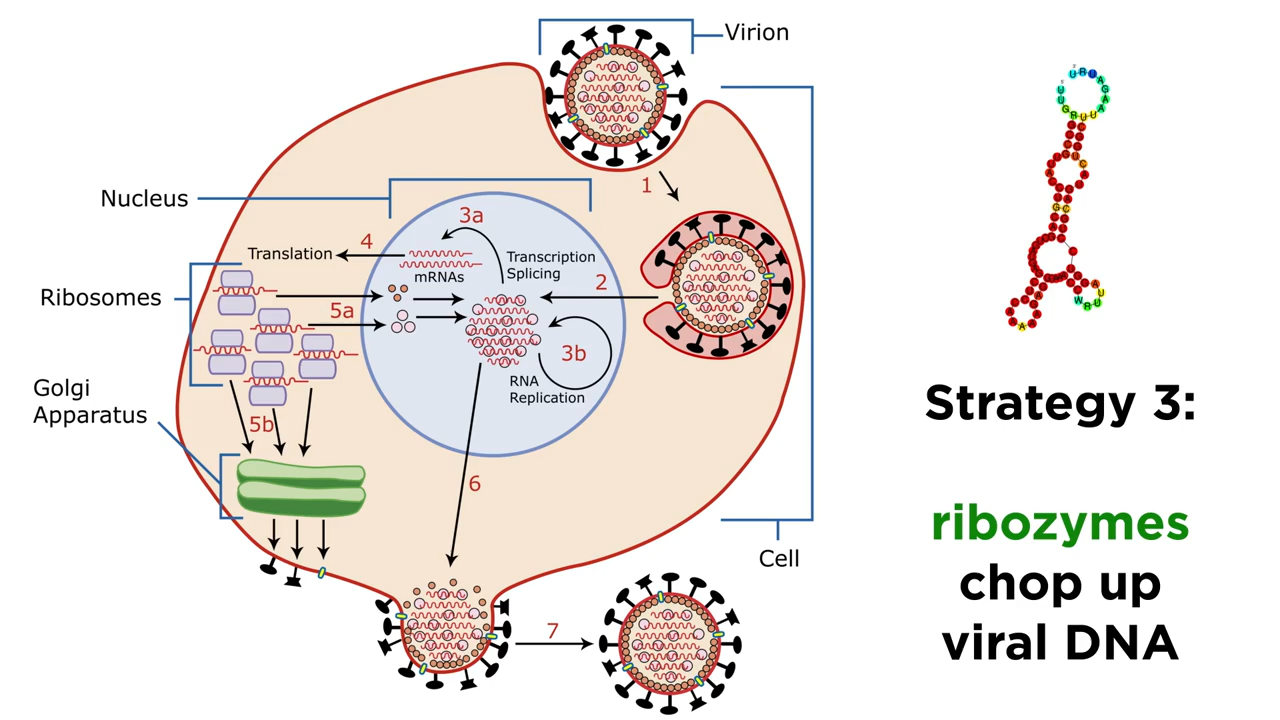 Virion
1
Nucleus
3a
4
Translation
Transcription
Splicing
mRNAs
2
Ribosomes
5a
3b
RNA
Replication
Golgi
Apparatus
5b
6
Cell
7
Strategy 3:
ribozymes
chop up
viral DNA